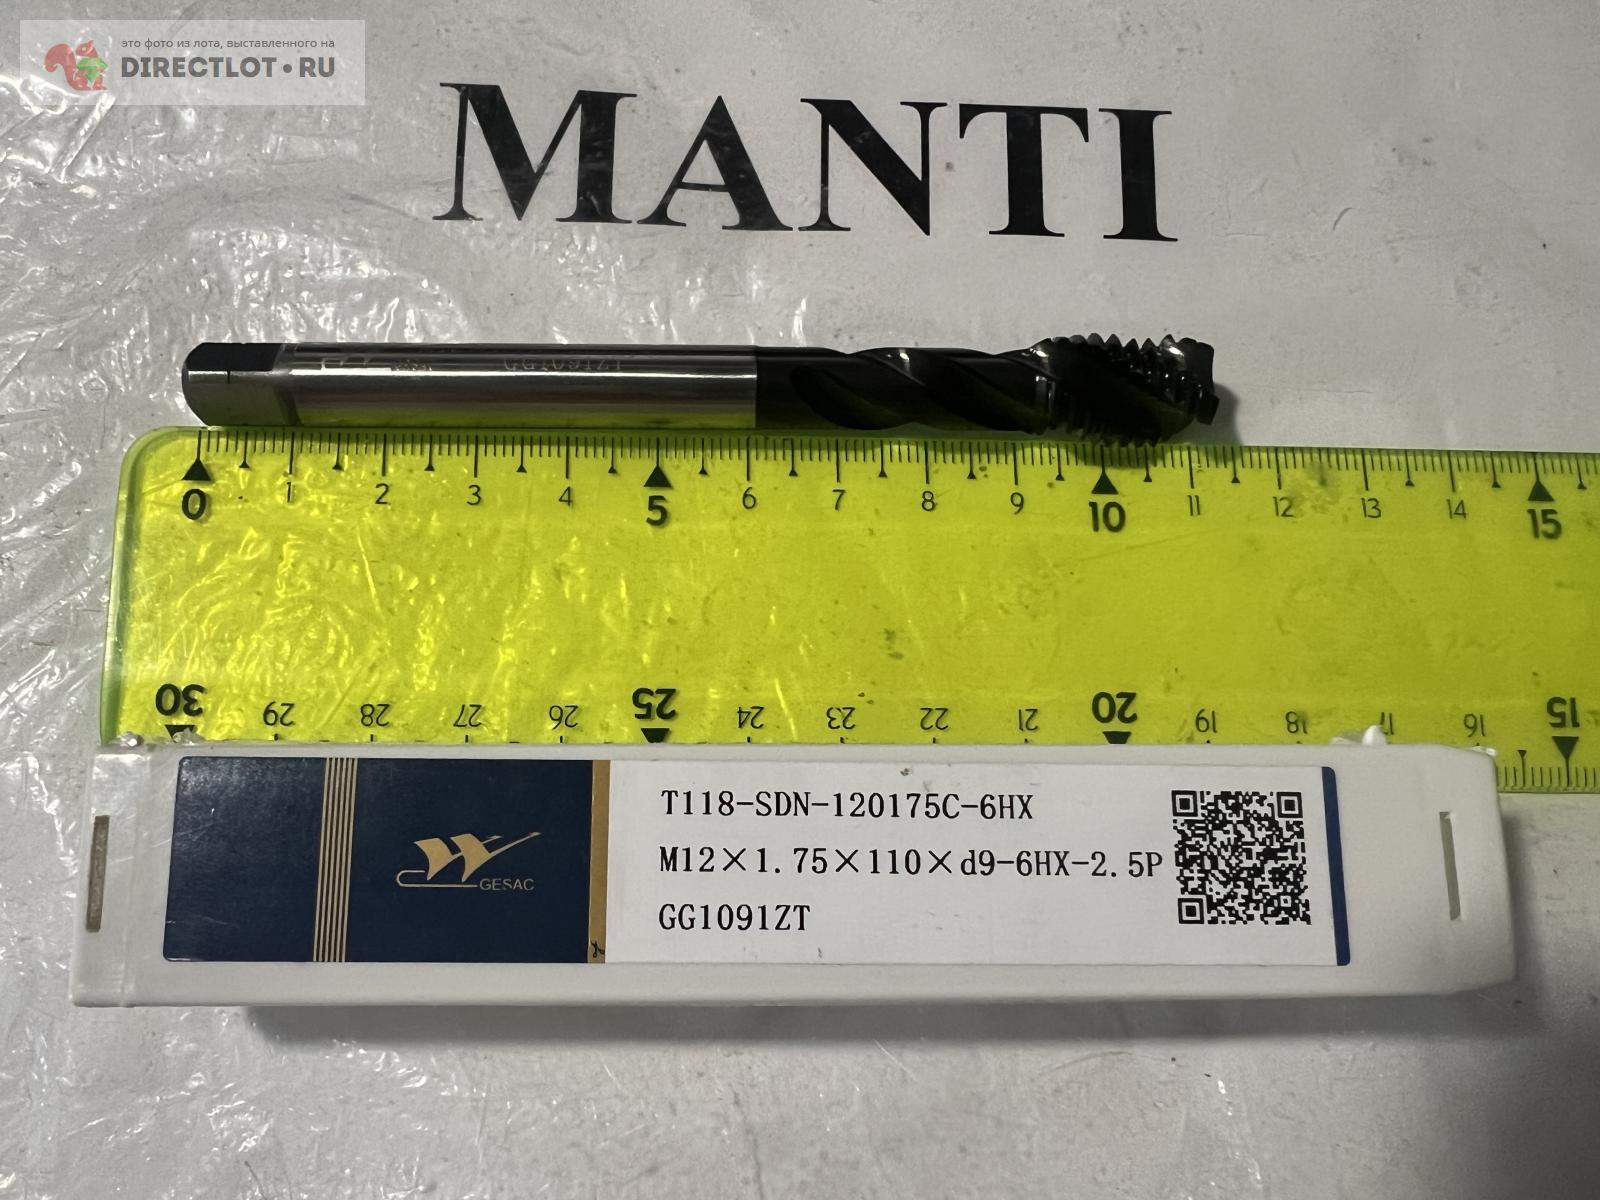 это фото из лота, выставленного на
DIRECTLOT•RU
MANTI
GG1091ZT
0 1 2 3 4 5 6 7 8 9 10 11 12 13 14 15
30 29 28 27 26 25 24 23 22 21 20 19 18 17 16 15
GESAC
T118-SDN-120175C-6HX
M12×1.75×110×d9-6HX-2.5P
GG1091ZT